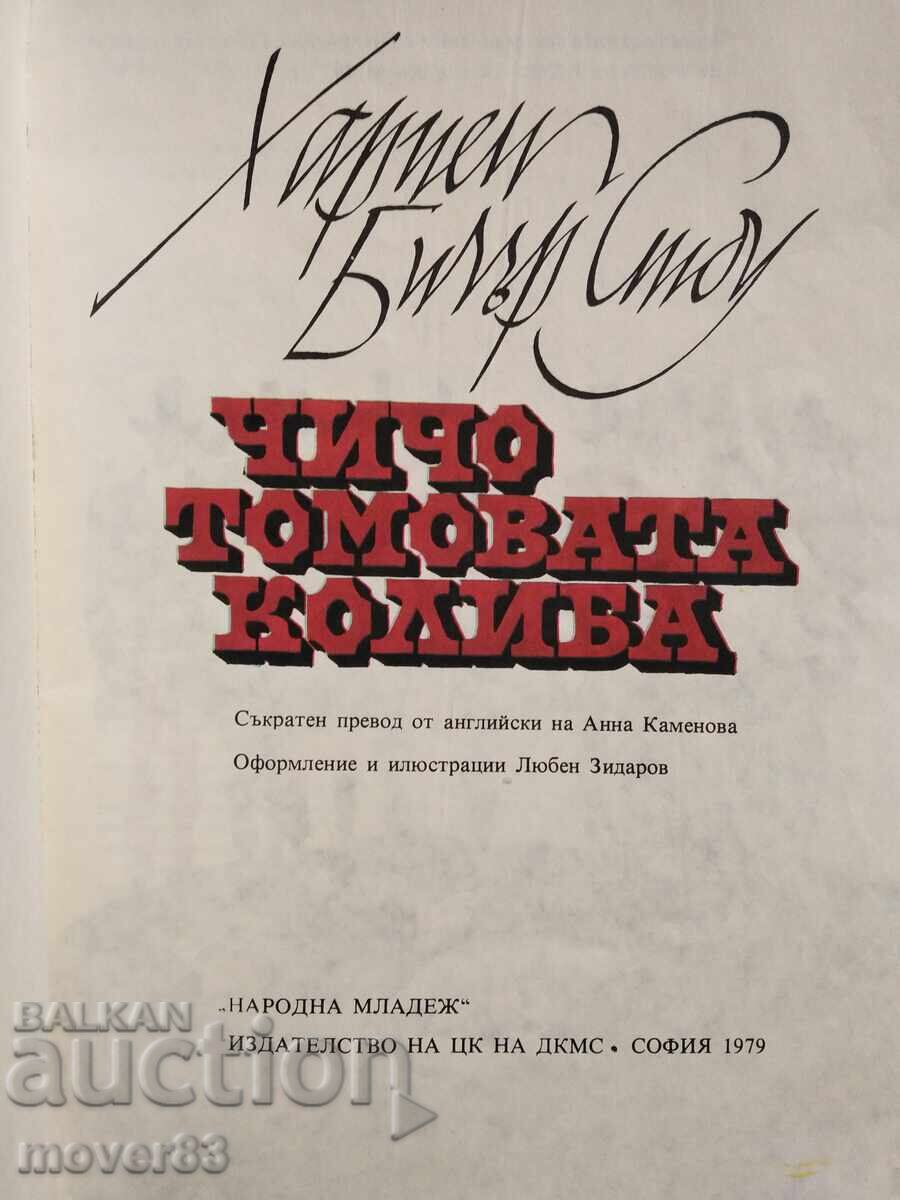 Хариет
Бичър Стоу
ЧИЧО
ТОМОВАТА
КОЛИБА
Съкратен превод от английски на Анна Каменова
Оформление и илюстрации Любен Зидаров
„НАРОДНА МЛАДЕЖ“
ИЗДАТЕЛСТВО НА ЦК НА ДКМС • СОФИЯ 1979
BALKAN
auction
mover83